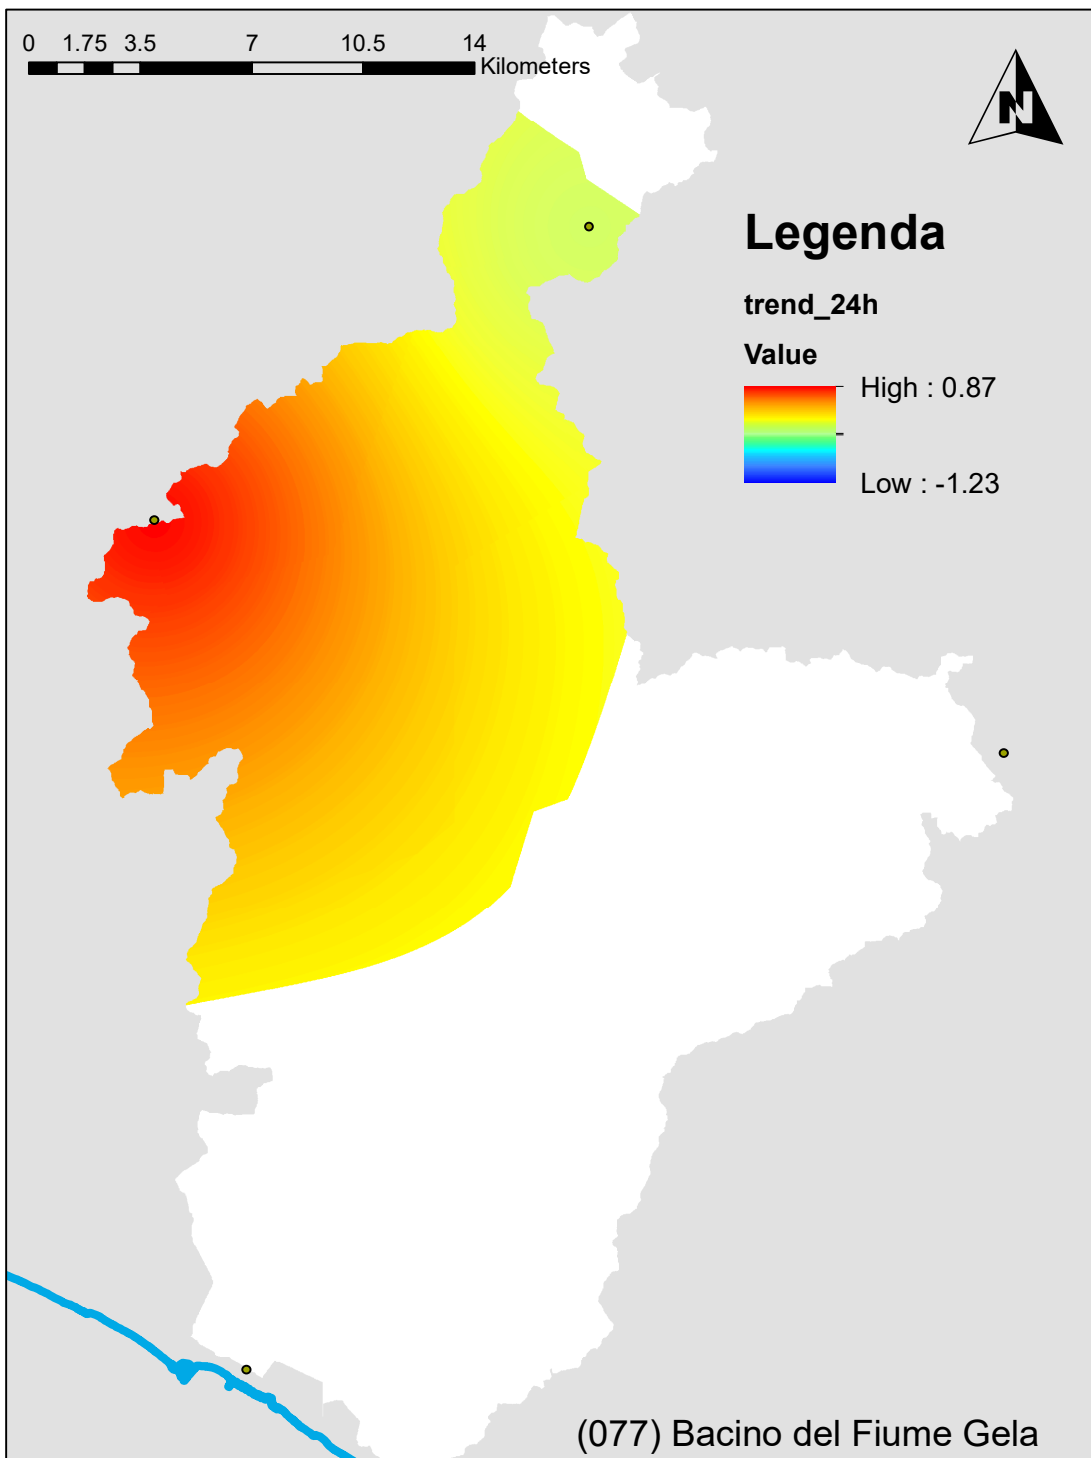 0 1.75 3.5 7 10.5 14
Kilometers
N
Legenda
trend_24h
Value
High : 0.87
Low : -1.23
(077) Bacino del Fiume Gela